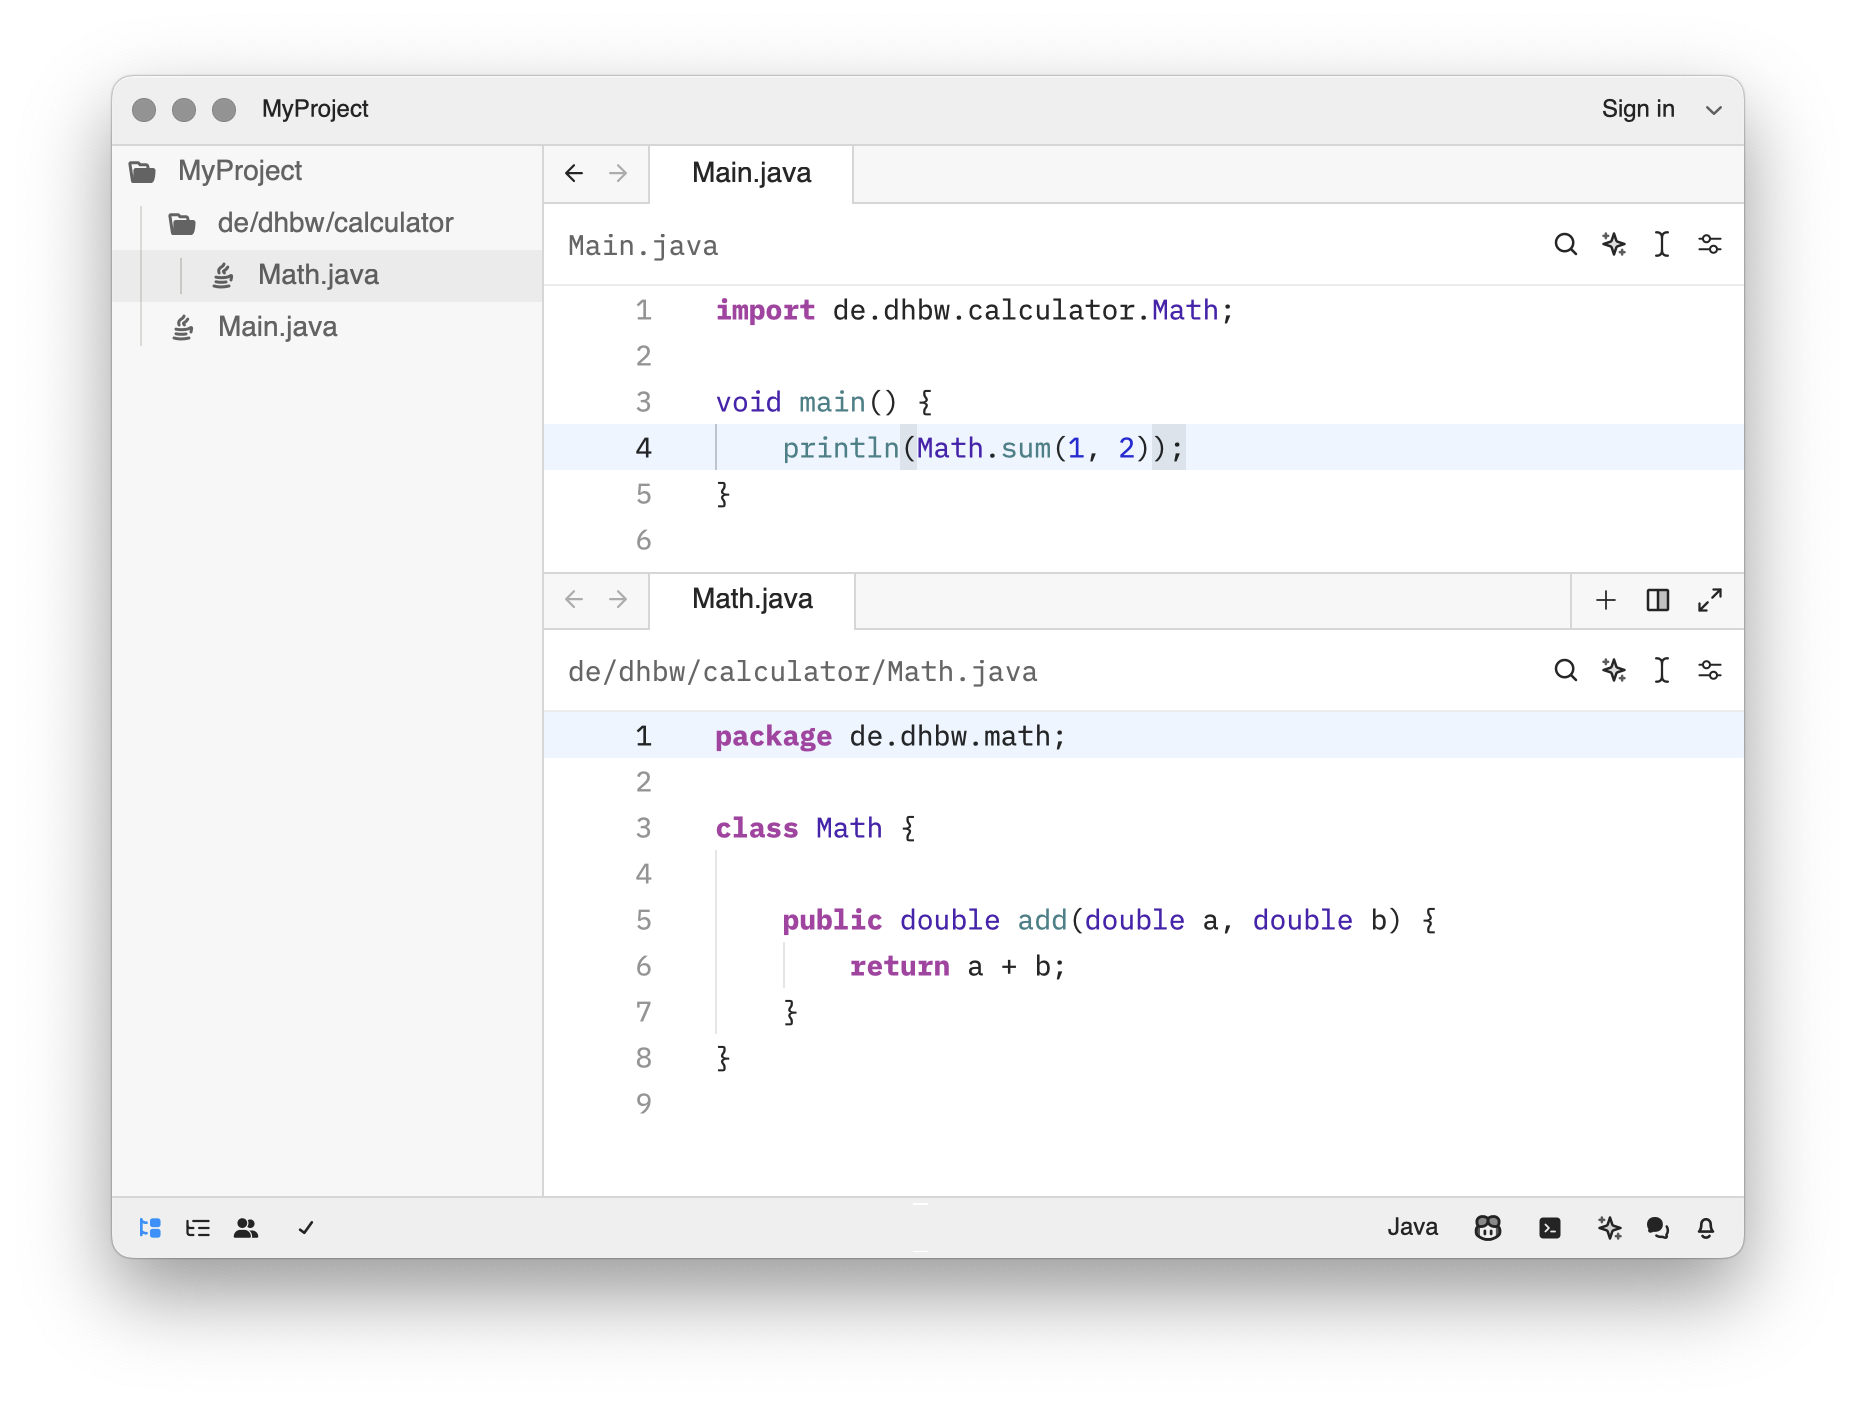 MyProject
Sign in
MyProject
de/dhbw/calculator
Math.java
Main.java
Main.java
Main.java
1 import de.dhbw.calculator.Math;
2
3 void main() {
4     println(Math.sum(1, 2));
5 }
6
Math.java
de/dhbw/calculator/Math.java
1 package de.dhbw.math;
2
3 class Math {
4
5     public double add(double a, double b) {
6         return a + b;
7     }
8 }
9
Java